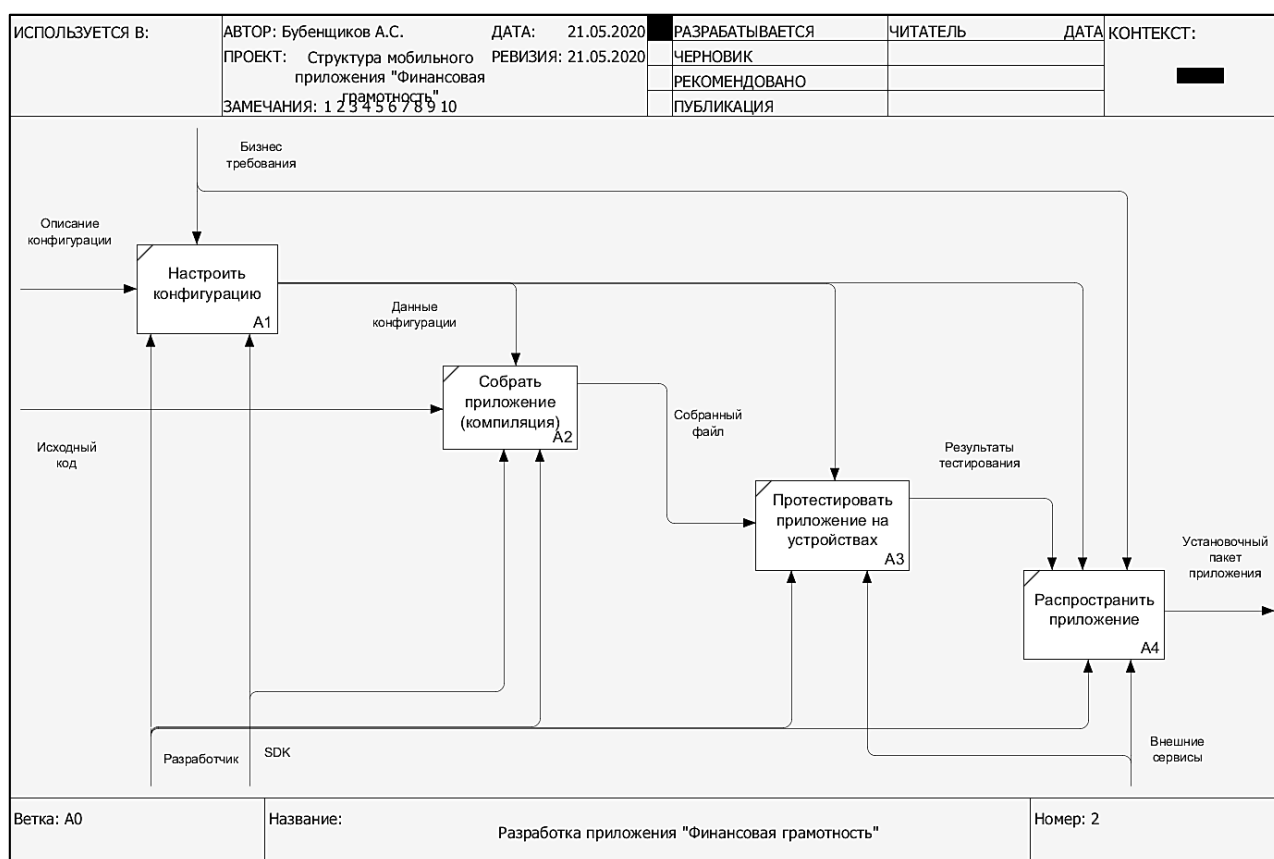 ИСПОЛЬЗУЕТСЯ В:
АВТОР: Бубенщиков А.С.
ДАТА: 21.05.2020
ПРОЕКТ: Структура мобильного
приложения "Финансовая
грамотность"
РЕВИЗИЯ: 21.05.2020
ЗАМЕЧАНИЯ: 1 2 3 4 5 6 7 8 9 10
РАЗРАБАТЫВАЕТСЯ
ЧЕРНОВИК
РЕКОМЕНДОВАНО
ПУБЛИКАЦИЯ
ЧИТАТЕЛЬ
ДАТА
КОНТЕКСТ:
Бизнес
требования
Описание
конфигурации
Настроить
конфигурацию
A1
Данные
конфигурации
Собрать
приложение
(компиляция)
A2
Исходный
код
Собранный
файл
Результаты
тестирования
Протестировать
приложение на
устройствах
A3
Установочный
пакет
приложения
Распространить
приложение
A4
Разработчик
SDK
Внешние
сервисы
Ветка: A0
Название:
Разработка приложения "Финансовая грамотность"
Номер: 2